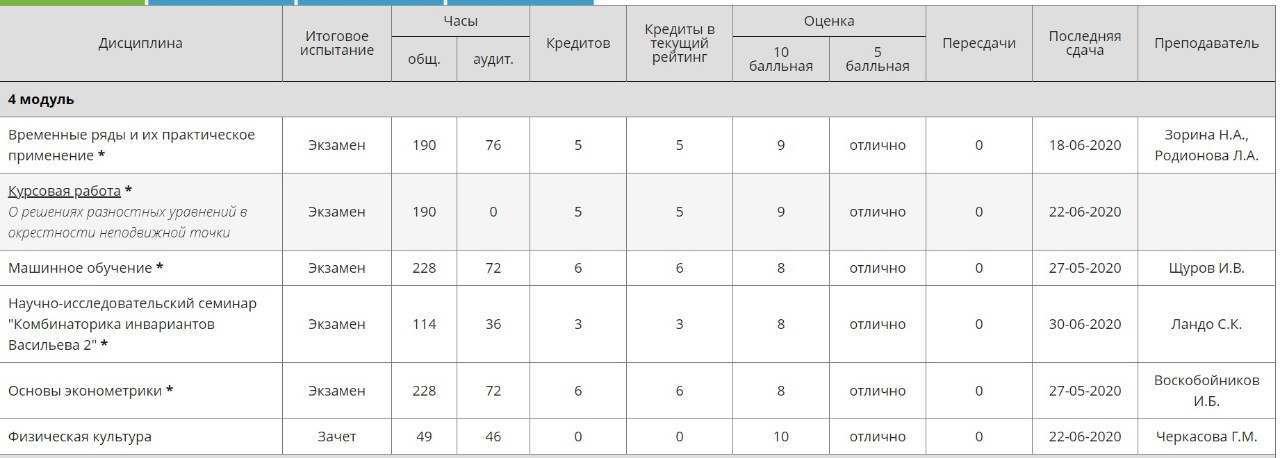 Дисциплина Итоговое испытание Часы Кредитов Кредиты в текущий рейтинг Оценка Пересдачи Последняя сдача Преподаватель
общ. аудит. 10 балльная 5 балльная
4 модуль
Временные ряды и их практическое
применение * Экзамен 190 76 5 5 9 отлично 0 18-06-2020 Зорина Н.А., Родионова Л.А.
Курсовая работа *
О решениях разностных уравнений в
окрестности неподвижной точки Экзамен 190 0 5 5 9 отлично 0 22-06-2020
Машинное обучение * Экзамен 228 72 6 6 8 отлично 0 27-05-2020 Щуров И.В.
Научно-исследовательский семинар
"Комбинаторика инвариантов
Васильева 2" * Экзамен 114 36 3 3 8 отлично 0 30-06-2020 Ландо С.К.
Основы эконометрики * Экзамен 228 72 6 6 8 отлично 0 27-05-2020 Воскобойников И.Б.
Физическая культура Зачет 49 46 0 0 10 отлично 0 22-06-2020 Черкасова Г.М.